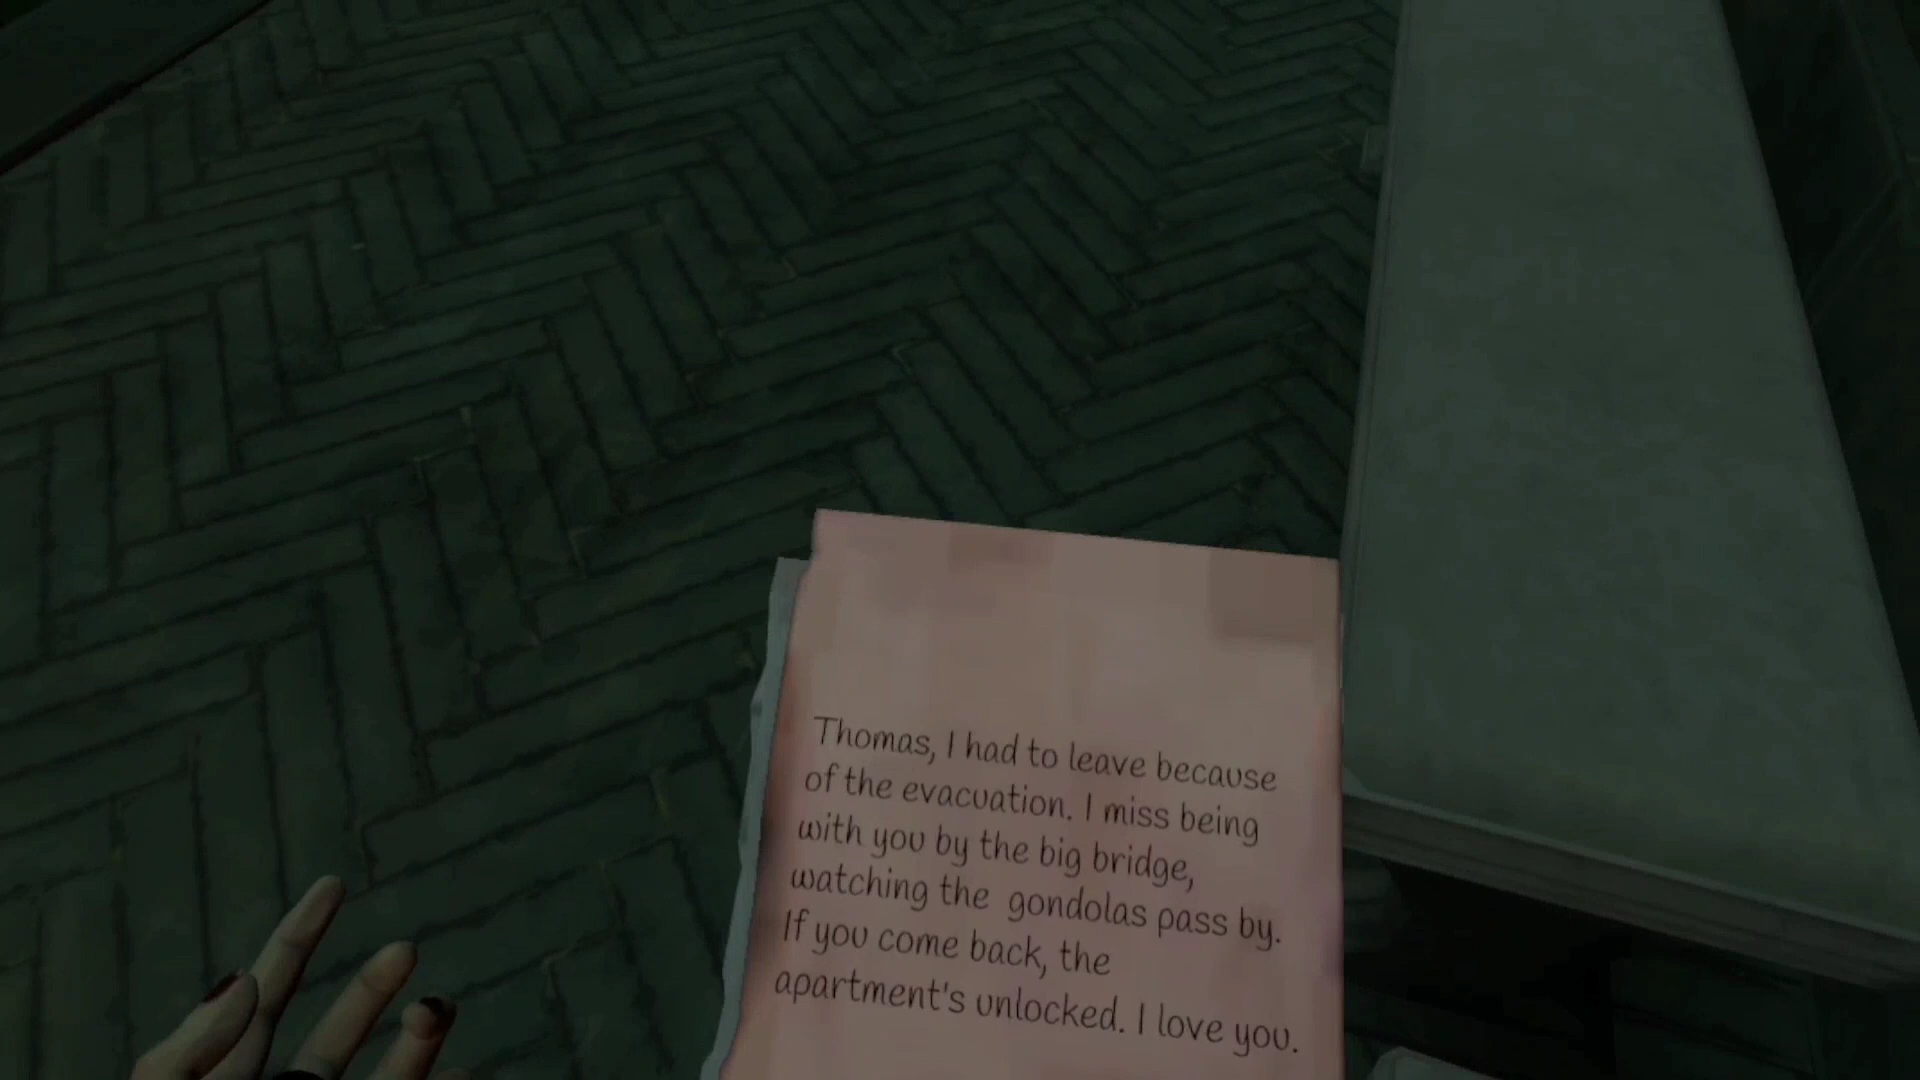 Thomas, I had to leave because
of the evacuation. I miss being
with you by the big bridge,
watching the gondolas pass by.
If you come back, the
apartment's unlocked. I love you.